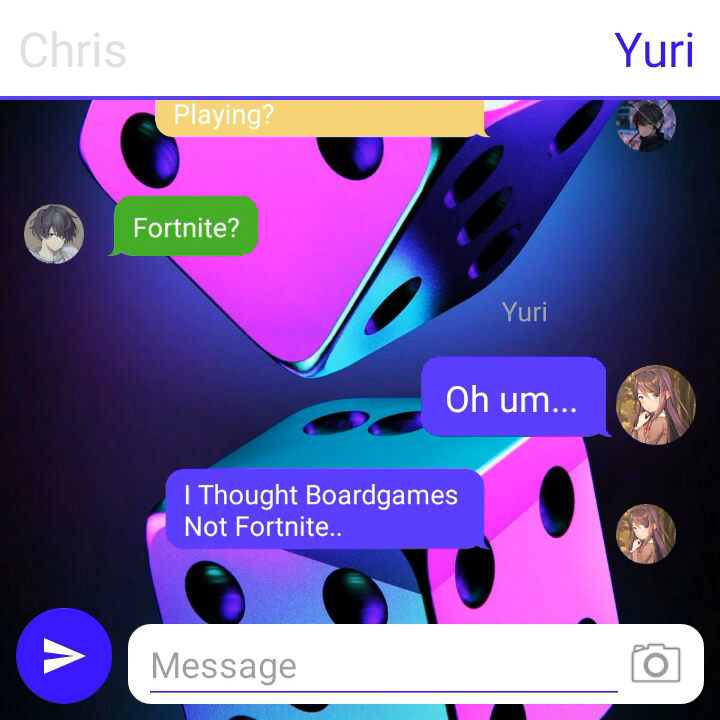 Chris
Yuri
Playing?
Fortnite?
Yuri
Oh um...
I Thought Boardgames
Not Fortnite..
Message